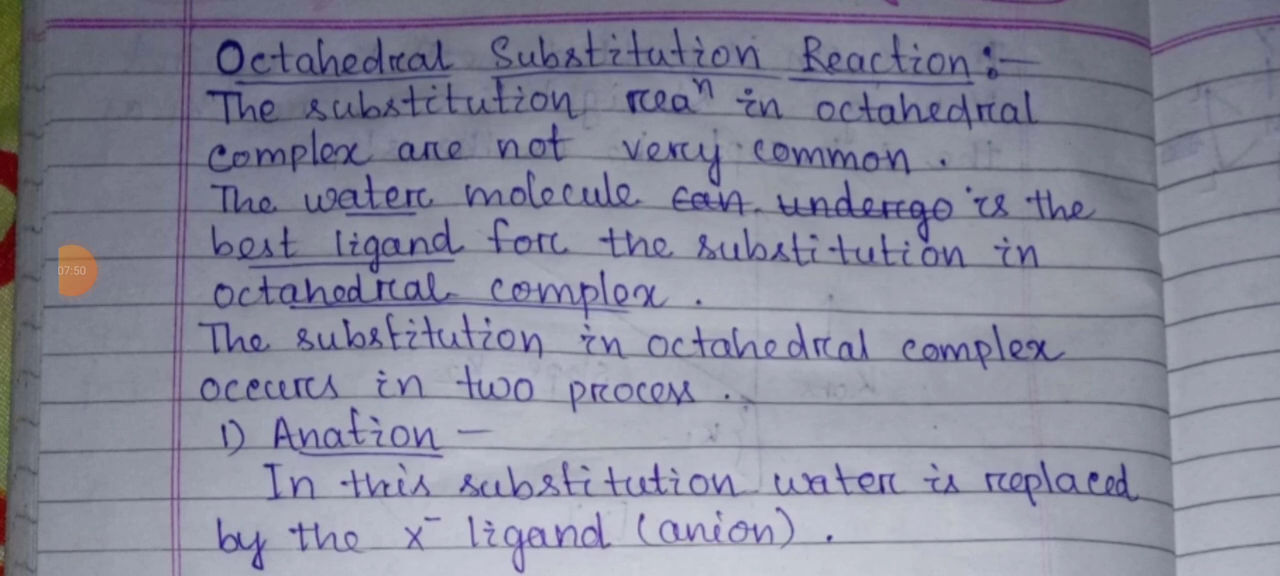 Octahedral Substitution Reaction :-
The substitution reaⁿ in octahedral
complex are not very common.
The water molecule can undergo is the
best ligand for the substitution in
octahedral complex.
The substitution in octahedral complex
occurs in two process.
1) Anation -
In this substitution water is replaced
by the x⁻ ligand (anion).
07:50